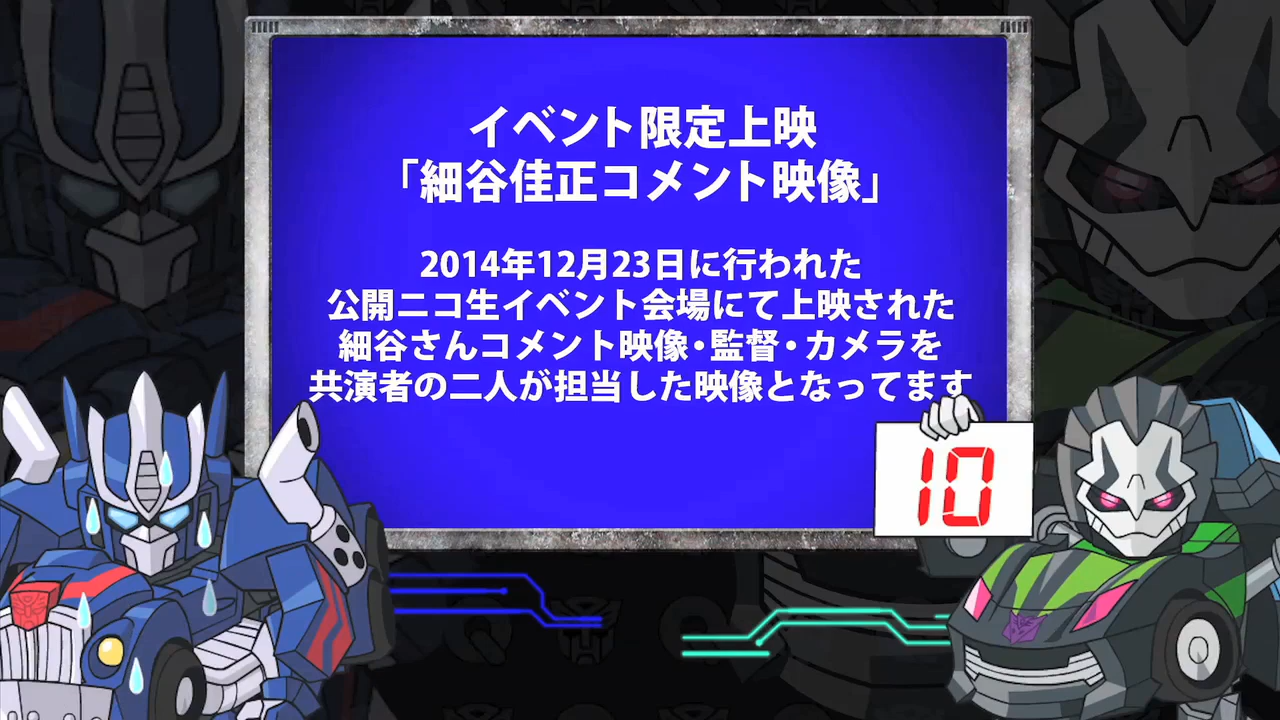 イベント限定上映
「細谷佳正コメント映像」
2014年12月23日に行われた
公開ニコ生イベント会場にて上映された
細谷さんコメント映像・監督・カメラを
共演者の二人が担当した映像となってます
10